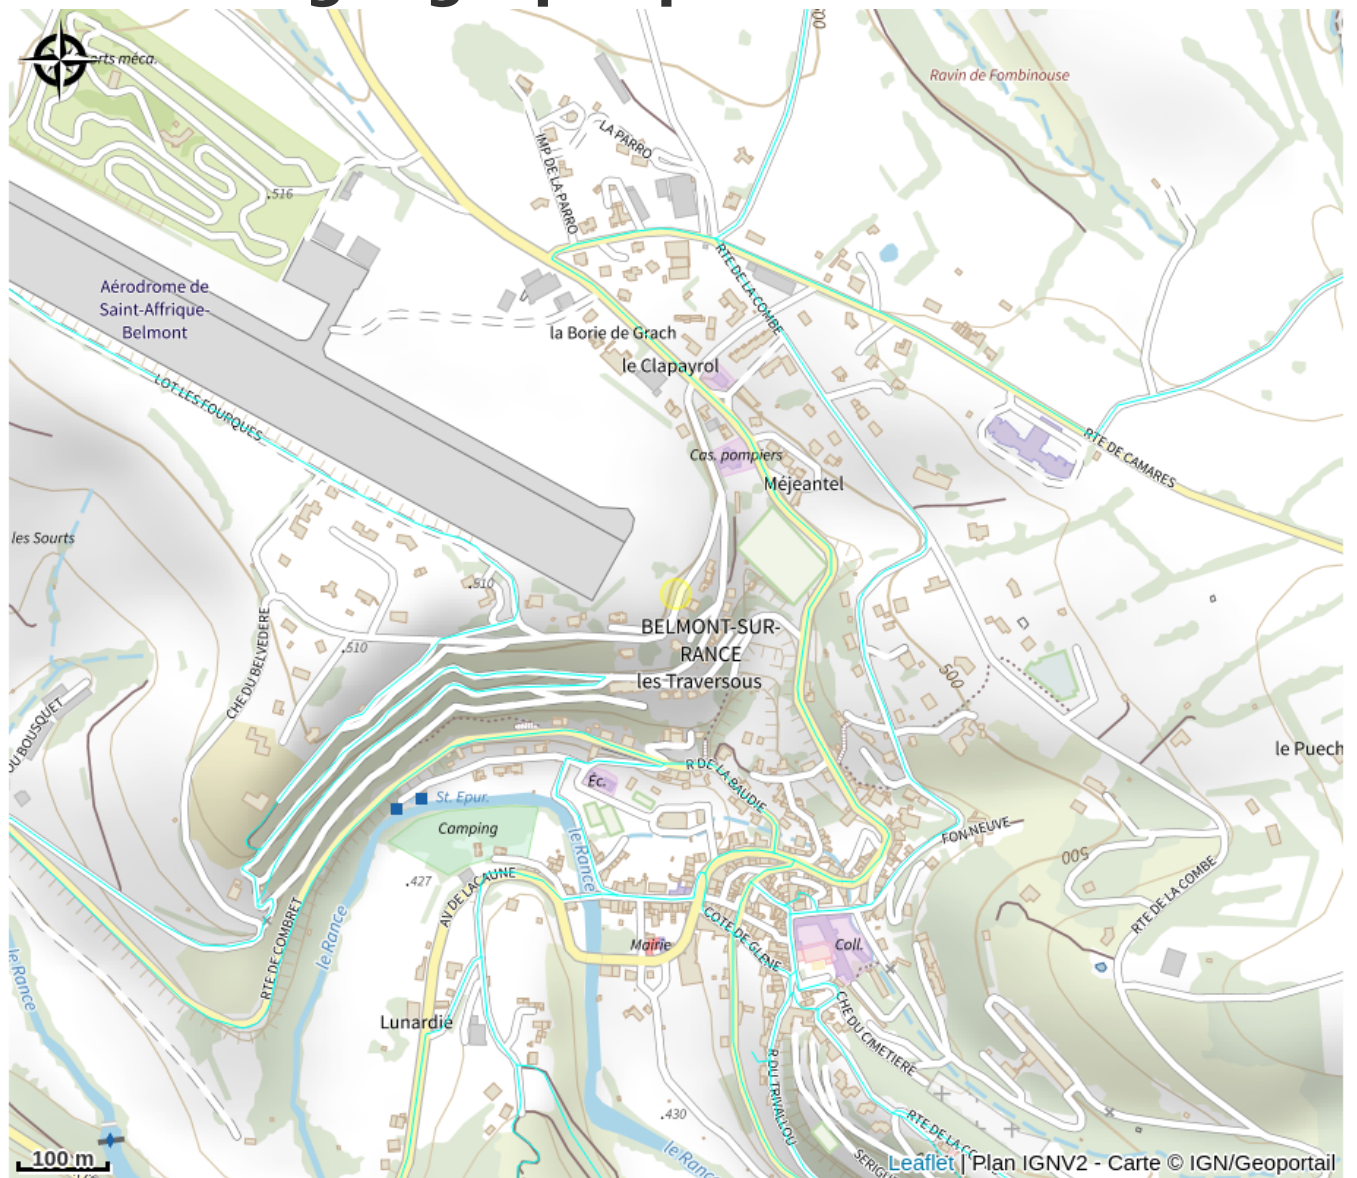 Ravin de Fombinouse
LA PARRO
IMP DE LA PARRO
.516
RTE DE LA COMBE
Aérodrome de
Saint-Affrique-
Belmont
la Borie de Grach
le Clapayrol
LOT LES FOURQUES
RTE DE CAMARES
Cas. pompiers
Méjeantel
les Sourts
.510
BELMONT-SUR-
RANCE
les Traversous
.510
CHE DU BELVEDERE
500
DU BOUSQUET
le Puech
R DE LA BAUDIE
Éc.
St. Epur.
Camping
le Rance
FON NEUVE
500
.427
AV DE LACAUNE
RTE DE LA COMBE
RTE DE COMBRET
le Rance
le Rance
COTE DE GLENE
Mairie
Coll.
Lunardié
CHE DU CIMETIERE
R DU TRIVALLOU
.430
le Rance
100 m
Leaflet | Plan IGNV2 - Carte © IGN/Geoportail